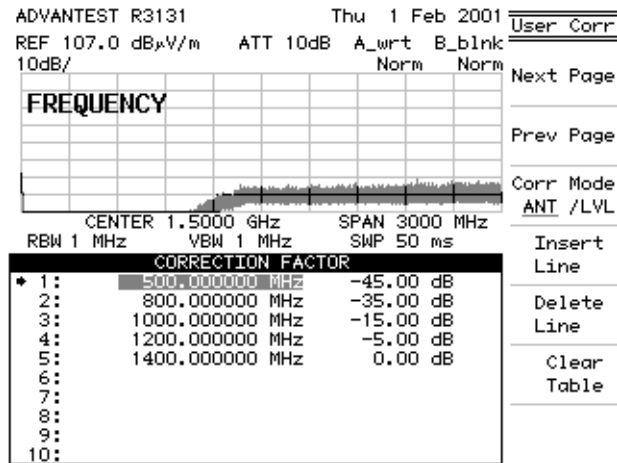 ADVANTEST R3131 Thu 1 Feb 2001
REF 107.0 dBμV/m ATT 10dB A_wrt B_blnk
10dB/ Norm Norm
FREQUENCY
CENTER 1.5000 GHz SPAN 3000 MHz
RBW 1 MHz VBW 1 MHz SWP 50 ms
CORRECTION FACTOR
1: 500.000000 MHz -45.00 dB
2: 800.000000 MHz -35.00 dB
3: 1000.000000 MHz -15.00 dB
4: 1200.000000 MHz -5.00 dB
5: 1400.000000 MHz 0.00 dB
6:
7:
8:
9:
10:
User Corr
Next Page
Prev Page
Corr Mode
ANT /LVL
Insert
Line
Delete
Line
Clear
Table